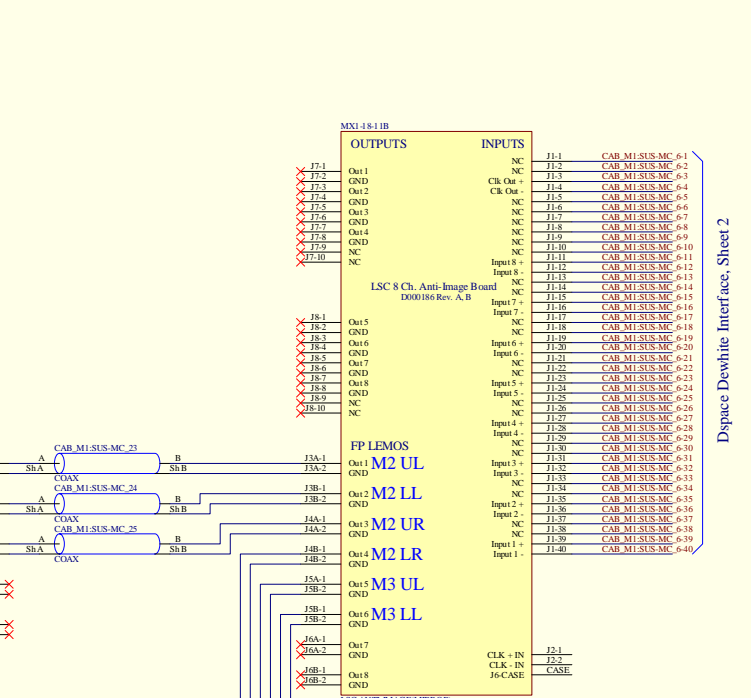 MX1-18-11B
OUTPUTS INPUTS
NC J1-1 CAB_M1:SUS-MC_6-1
J7-1 Out 1 NC J1-2 CAB_M1:SUS-MC_6-2
J7-2 GND Clk Out + J1-3 CAB_M1:SUS-MC_6-3
J7-3 Out 2 Clk Out - J1-4 CAB_M1:SUS-MC_6-4
J7-4 GND NC J1-5 CAB_M1:SUS-MC_6-5
J7-5 Out 3 NC J1-6 CAB_M1:SUS-MC_6-6
J7-6 GND NC J1-7 CAB_M1:SUS-MC_6-7
J7-7 Out 4 NC J1-8 CAB_M1:SUS-MC_6-8
J7-8 GND NC J1-9 CAB_M1:SUS-MC_6-9
J7-9 NC NC J1-10 CAB_M1:SUS-MC_6-10
J7-10 NC Input 8 + J1-11 CAB_M1:SUS-MC_6-11
Input 8 - J1-12 CAB_M1:SUS-MC_6-12
NC J1-13 CAB_M1:SUS-MC_6-13
LSC 8 Ch. Anti-Image Board NC J1-14 CAB_M1:SUS-MC_6-14
D000186 Rev. A, B Input 7 + J1-15 CAB_M1:SUS-MC_6-15
Input 7 - J1-16 CAB_M1:SUS-MC_6-16
J8-1 Out 5 NC J1-17 CAB_M1:SUS-MC_6-17
J8-2 GND NC J1-18 CAB_M1:SUS-MC_6-18
J8-3 Out 6 Input 6 + J1-19 CAB_M1:SUS-MC_6-19
J8-4 GND Input 6 - J1-20 CAB_M1:SUS-MC_6-20
J8-5 Out 7 NC J1-21 CAB_M1:SUS-MC_6-21
J8-6 GND NC J1-22 CAB_M1:SUS-MC_6-22
J8-7 Out 8 Input 5 + J1-23 CAB_M1:SUS-MC_6-23
J8-8 GND Input 5 - J1-24 CAB_M1:SUS-MC_6-24
J8-9 NC NC J1-25 CAB_M1:SUS-MC_6-25
J8-10 NC NC J1-26 CAB_M1:SUS-MC_6-26
Input 4 + J1-27 CAB_M1:SUS-MC_6-27
Input 4 - J1-28 CAB_M1:SUS-MC_6-28
FP LEMOS NC J1-29 CAB_M1:SUS-MC_6-29
CAB_M1:SUS-MC_23 NC J1-30 CAB_M1:SUS-MC_6-30
A B J3A-1 Out 1 M2 UL Input 3 + J1-31 CAB_M1:SUS-MC_6-31
ShA ShB J3A-2 GND Input 3 - J1-32 CAB_M1:SUS-MC_6-32
COAX NC J1-33 CAB_M1:SUS-MC_6-33
CAB_M1:SUS-MC_24 J3B-1 Out 2 M2 LL NC J1-34 CAB_M1:SUS-MC_6-34
A B J3B-2 GND Input 2 + J1-35 CAB_M1:SUS-MC_6-35
ShA ShB Input 2 - J1-36 CAB_M1:SUS-MC_6-36
COAX J4A-1 Out 3 M2 UR NC J1-37 CAB_M1:SUS-MC_6-37
CAB_M1:SUS-MC_25 J4A-2 GND NC J1-38 CAB_M1:SUS-MC_6-38
A B Input 1 + J1-39 CAB_M1:SUS-MC_6-39
ShA ShB J4B-1 Out 4 M2 LR Input 1 - J1-40 CAB_M1:SUS-MC_6-40
COAX J4B-2 GND
J5A-1 Out 5 M3 UL
J5B-2 GND
J5B-1 Out 6 M3 LL
J5B-2 GND
J6A-1 Out 7
J6A-2 GND CLK + IN J2-1
CLK - IN J2-2
J6B-1 Out 8 J6-CASE CASE
J6B-2 GND
Dspace Dewhite Interface, Sheet 2